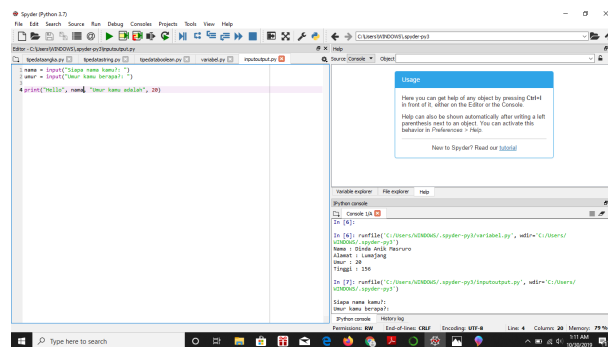 Spyder (Python 3.7)
File Edit Search Source Run Debug Consoles Projects Tools View Help
C:\Users\WINDOWS\.spyder-py3
Editor - C:\Users\WINDOWS\.spyder-py3\inputoutput.py
Help
tipedataangka.py
tipedatastring.py
tipedataboolean.py
variabel.py
inputoutput.py
Source Console Object
1 nama = input("Siapa nama kamu?: ")
2 umur = input("Umur kamu berapa?: ")
3
4 print("Hello", nama, "Umur kamu adelah", 20)
Usage
Here you can get help of any object by pressing Ctrl+I
in front of it, either on the Editor or the Console.
Help can also be shown automatically after writing a left
parenthesis next to an object. You can activate this
behavior in Preferences > Help.
New to Spyder? Read our tutorial
Variable explorer File explorer Help
IPython console
Console 1/A
In [6]:
In [6]: runfile('C:/Users/WINDOWS/.spyder-py3/variabel.py', wdir='C:/Users/
WINDOWS/.spyder-py3')
Nama : Dinda Anik Masruro
Alamat : Lumajang
Umur : 20
Tinggi : 156
In [7]: runfile('C:/Users/WINDOWS/.spyder-py3/inputoutput.py', wdir='C:/Users/
WINDOWS/.spyder-py3')
Siapa nama kamu?:
Umur kamu berapa?:
IPython console History log
Permissions: RW End-of-lines: CRLF Encoding: UTF-8 Line: 4 Column: 20 Memory: 79 %
Type here to search
1:11 AM
10/30/2019